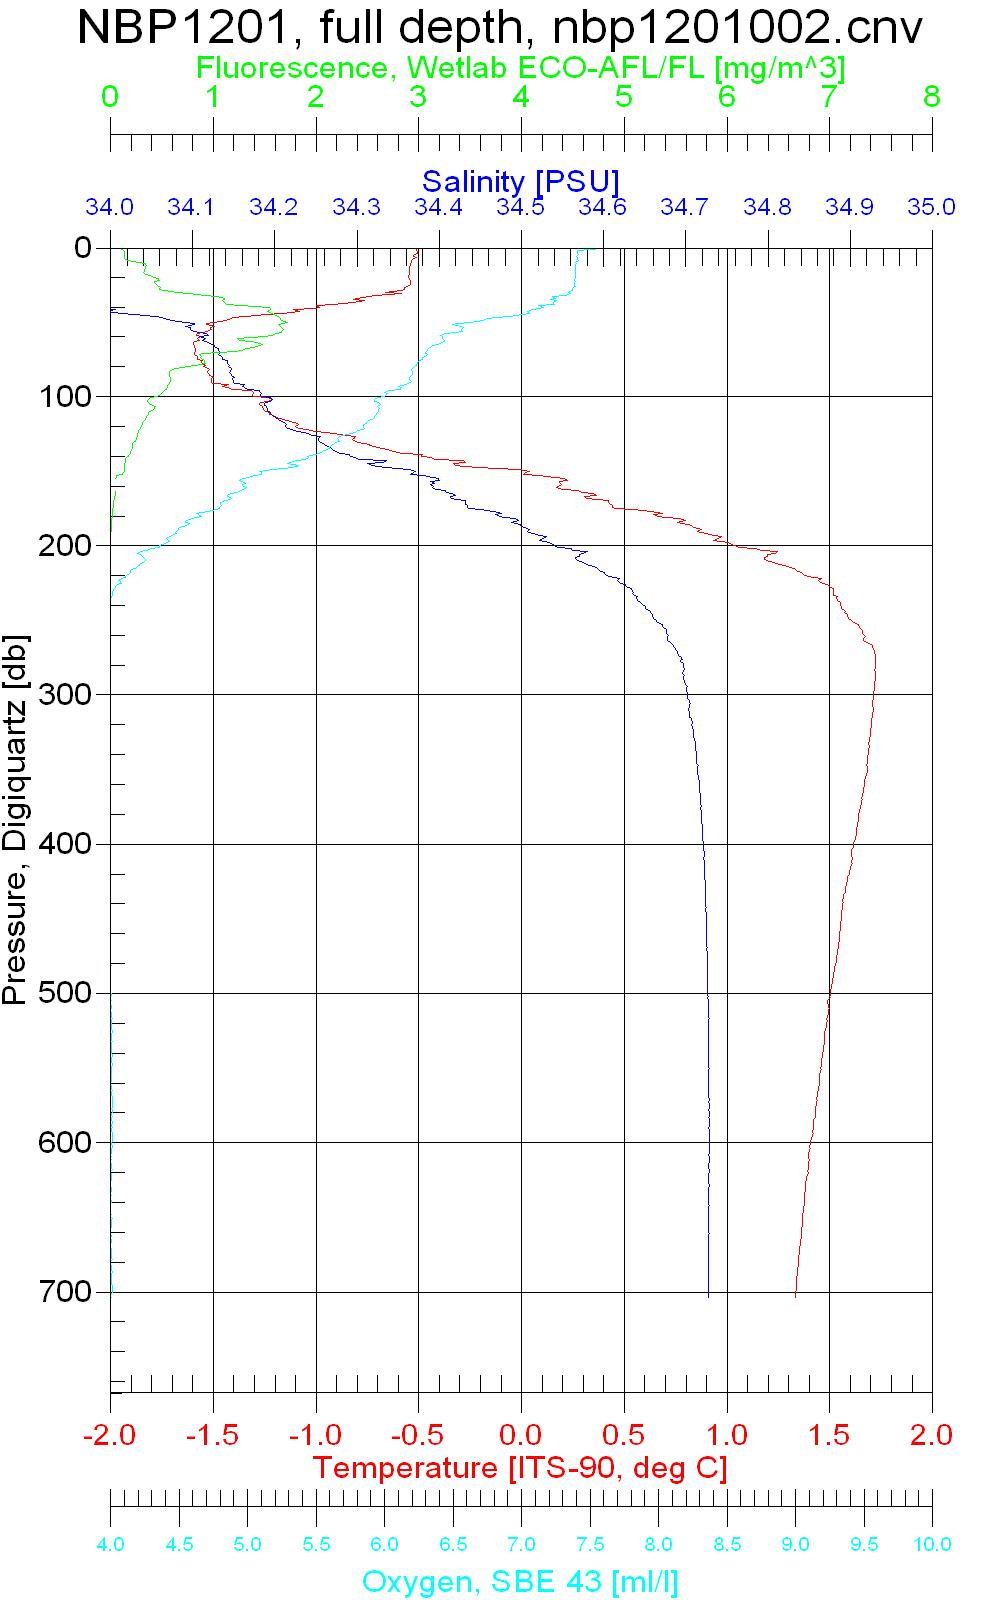 NBP1201, full depth, nbp1201002.cnv
Fluorescence, Wetlab ECO-AFL/FL [mg/m^3]
0 1 2 3 4 5 6 7 8
Salinity [PSU]
34.0 34.1 34.2 34.3 34.4 34.5 34.6 34.7 34.8 34.9 35.0
0
100
200
300
400
500
600
700
Pressure, Digiquartz [db]
-2.0 -1.5 -1.0 -0.5 0.0 0.5 1.0 1.5 2.0
Temperature [ITS-90, deg C]
4.0 4.5 5.0 5.5 6.0 6.5 7.0 7.5 8.0 8.5 9.0 9.5 10.0
Oxygen, SBE 43 [ml/l]